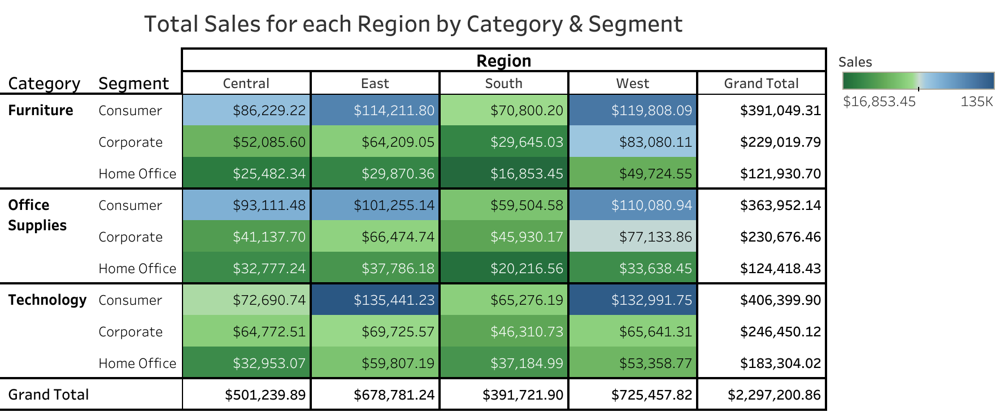 Total Sales for each Region by Category & Segment
Region
Category Segment Central East South West Grand Total
Furniture Consumer $86,229.22 $114,211.80 $70,800.20 $119,808.09 $391,049.31
Corporate $52,085.60 $64,209.05 $29,645.03 $83,080.11 $229,019.79
Home Office $25,482.34 $29,870.36 $16,853.45 $49,724.55 $121,930.70
Office Supplies Consumer $93,111.48 $101,255.14 $59,504.58 $110,080.94 $363,952.14
Corporate $41,137.70 $66,474.74 $45,930.17 $77,133.86 $230,676.46
Home Office $32,777.24 $37,786.18 $20,216.56 $33,638.45 $124,418.43
Technology Consumer $72,690.74 $135,441.23 $65,276.19 $132,991.75 $406,399.90
Corporate $64,772.51 $69,725.57 $46,310.73 $65,641.31 $246,450.12
Home Office $32,953.07 $59,807.19 $37,184.99 $53,358.77 $183,304.02
Grand Total $501,239.89 $678,781.24 $391,721.90 $725,457.82 $2,297,200.86
Sales
$16,853.45 135K